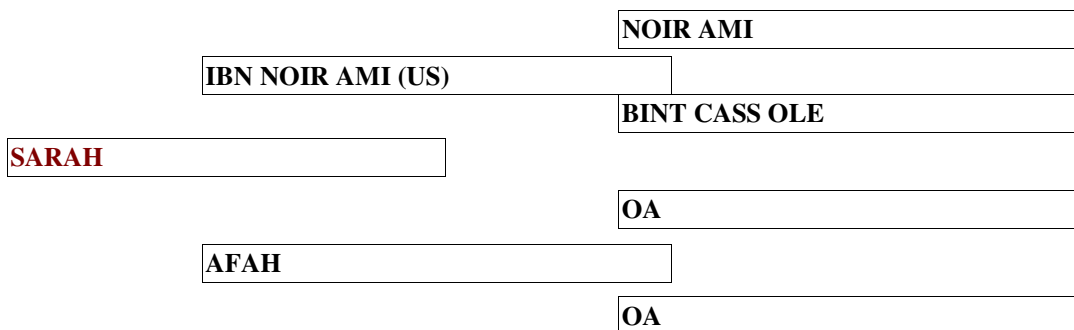 NOIR AMI
IBN NOIR AMI (US)
BINT CASS OLE
SARAH
OA
AFAH
OA